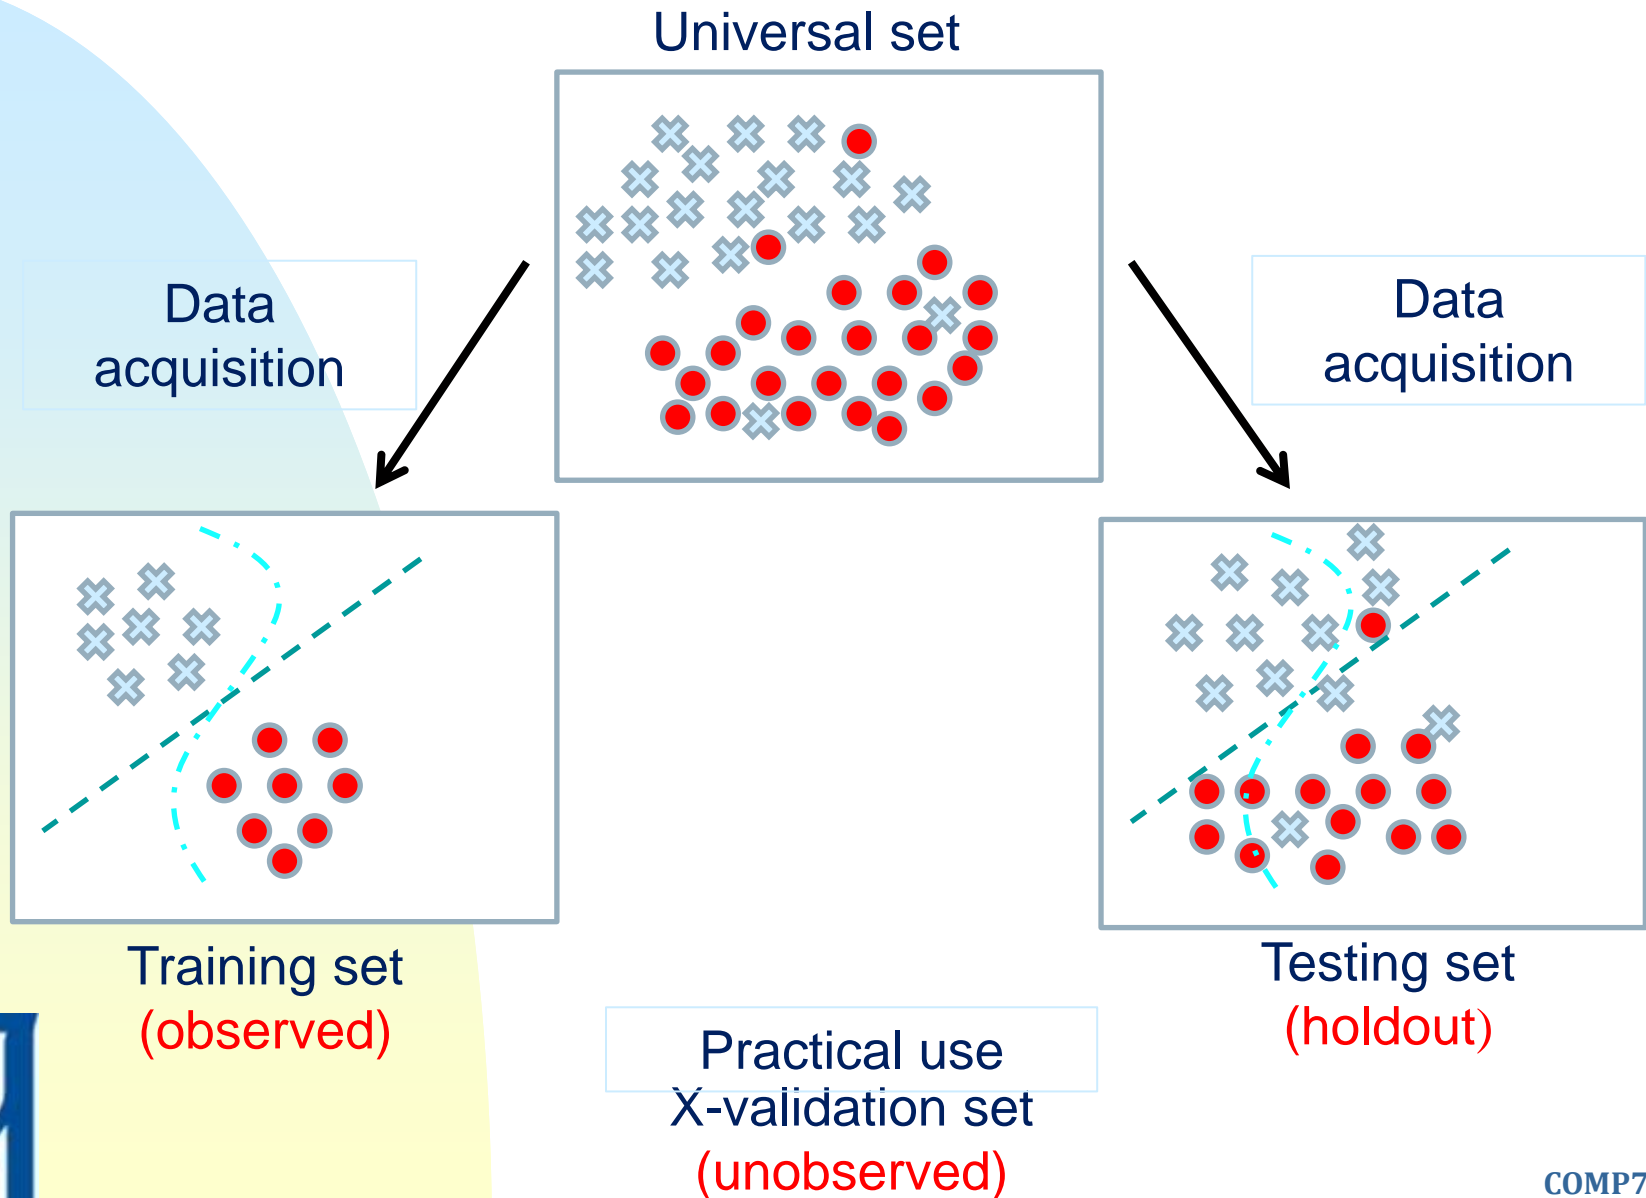 Universal set
Data
acquisition
Data
acquisition
Training set
(observed)
Testing set
(holdout)
Practical use
X-validation set
(unobserved)
COMP7